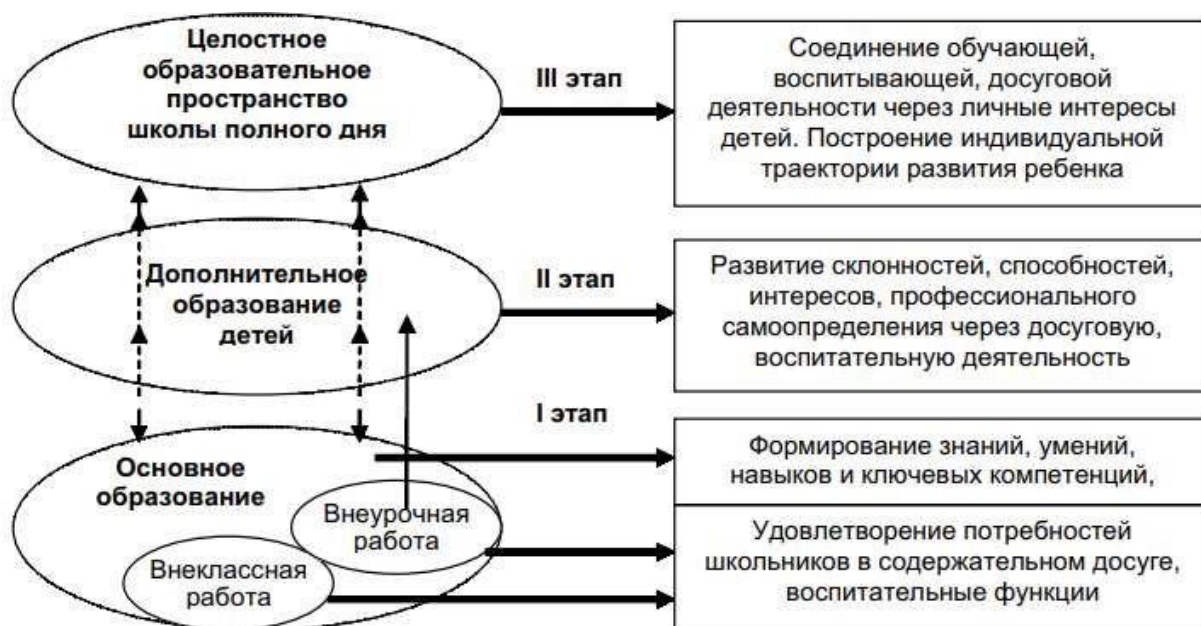 Целостное
образовательное
пространство
школы полного дня
III этап
Соединение обучающей,
воспитывающей, досуговой
деятельности через личные интересы
детей. Построение индивидуальной
траектории развития ребенка
Дополнительное
образование
детей
II этап
Развитие склонностей, способностей,
интересов, профессионального
самоопределения через досуговую,
воспитательную деятельность
I этап
Основное
образование
Формирование знаний, умений,
навыков и ключевых компетенций,
Внеурочная
работа
Внеклассная
работа
Удовлетворение потребностей
школьников в содержательном досуге,
воспитательные функции